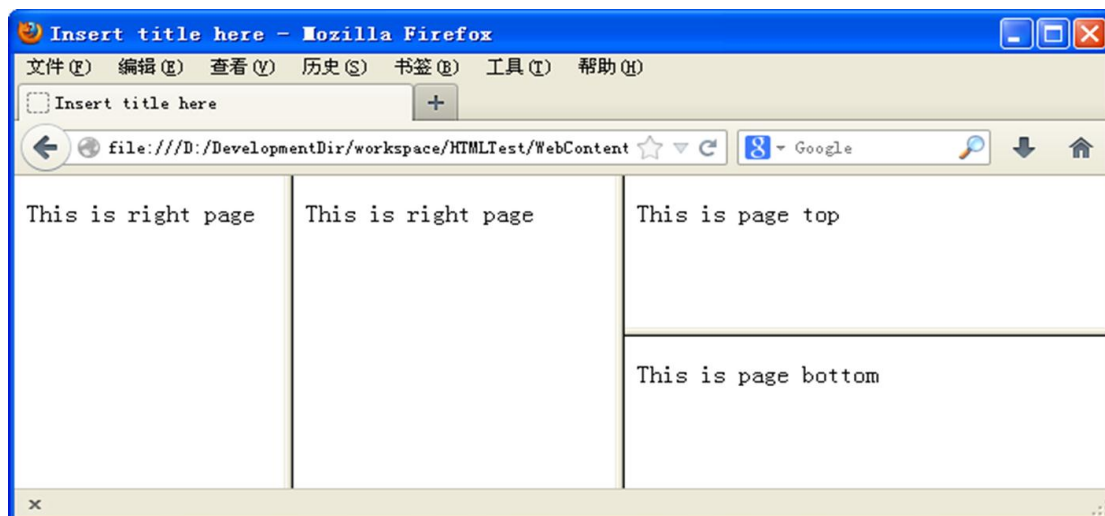 Insert title here - Mozilla Firefox
文件(F) 编辑(E) 查看(V) 历史(S) 书签(B) 工具(T) 帮助(H)
Insert title here +
file:///D:/DevelopmentDir/workspace/HTMLTest/WebContent 8 Google
This is right page
This is right page
This is page top
This is page bottom
x